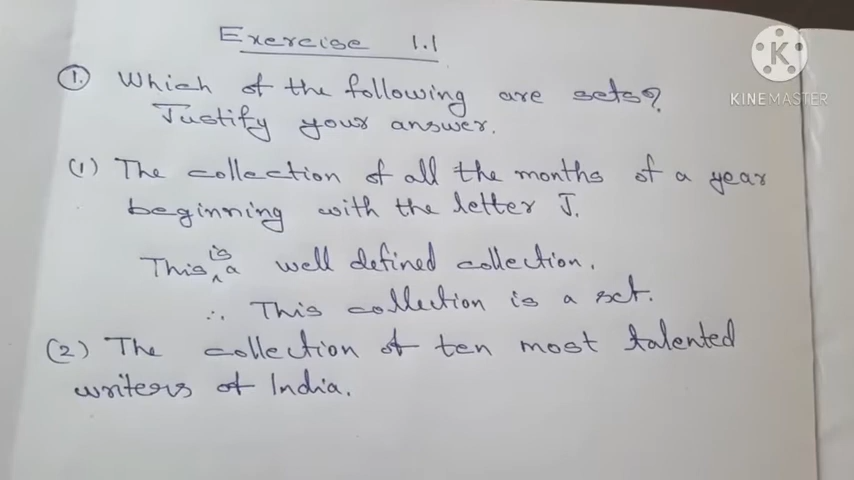 Exercise 1.1
K
KINEMASTER
1. Which of the following are sets?
Justify your answer.
(1) The collection of all the months of a year
beginning with the letter J.
This is a well defined collection.
∴ This collection is a set.
(2) The collection of ten most talented
writers of India.